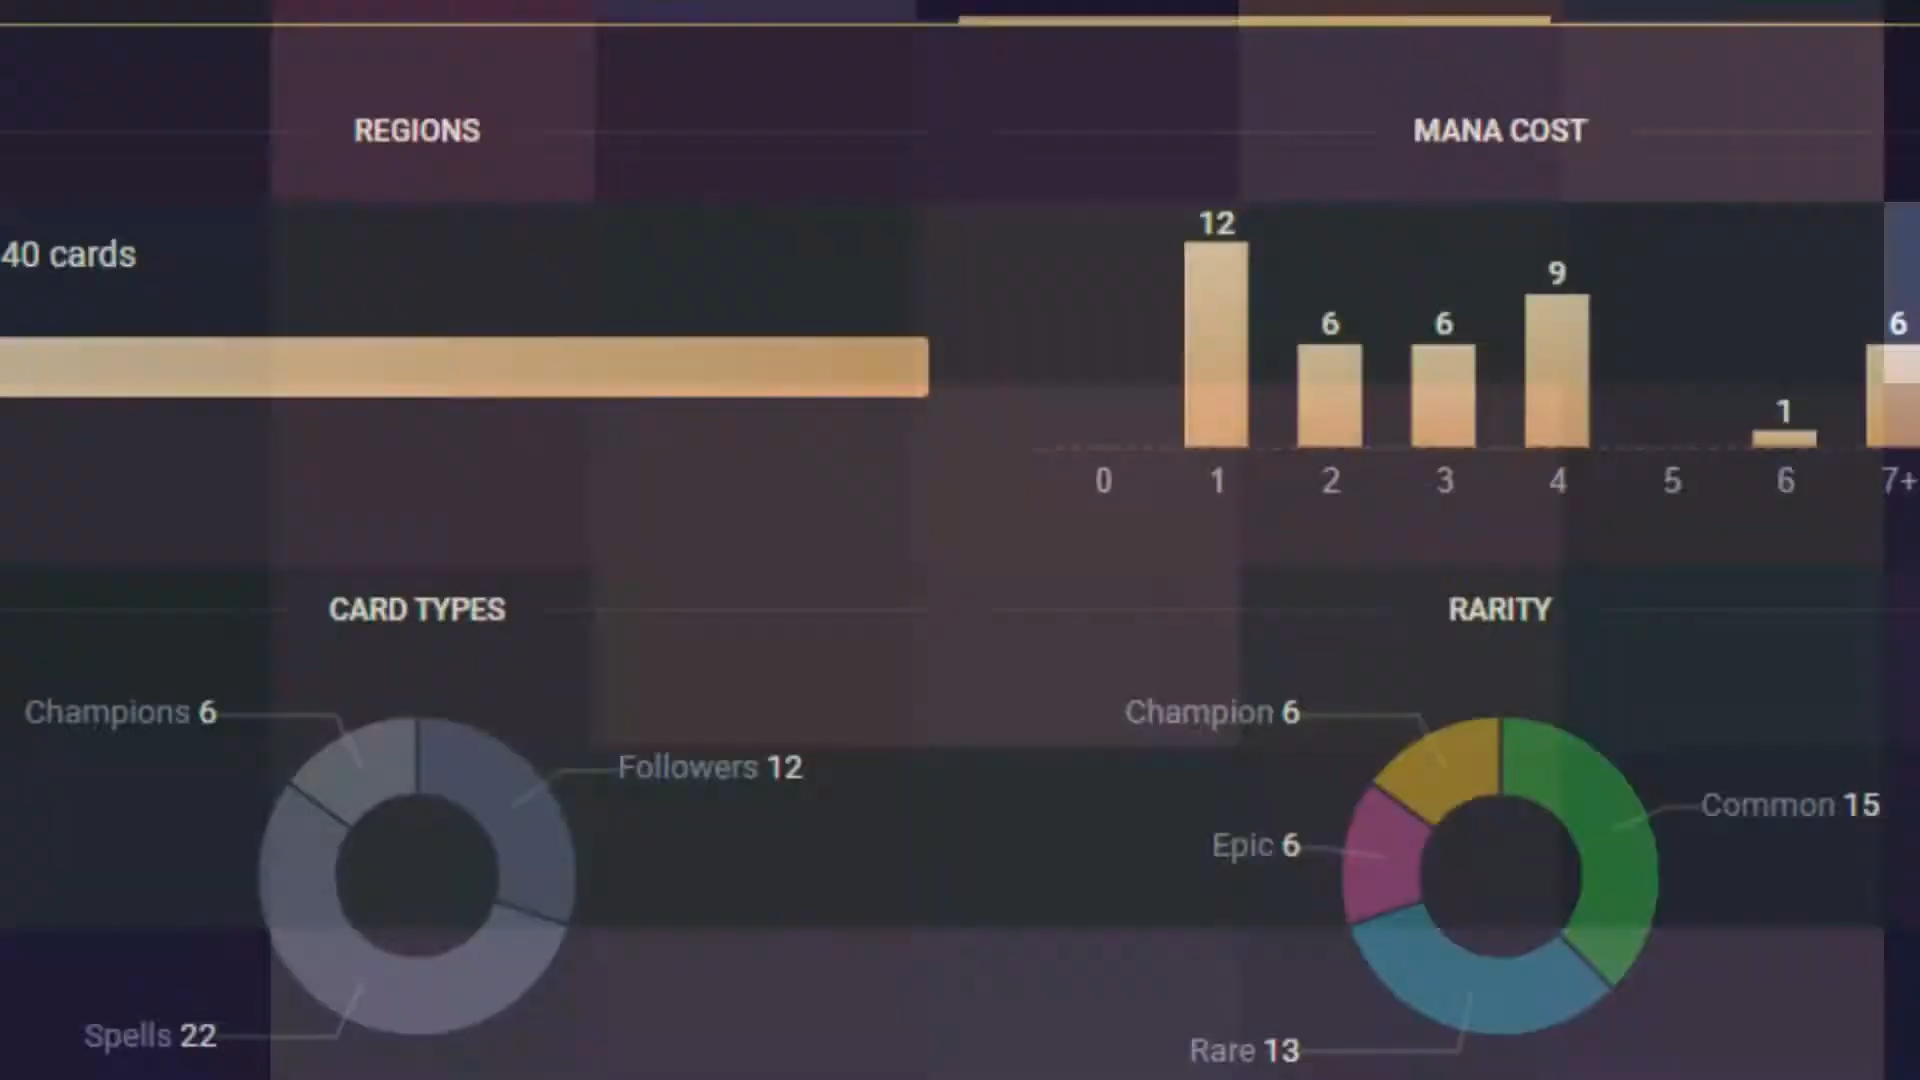 REGIONS
MANA COST
40 cards
12
6
6
9
1
6
0 1 2 3 4 5 6 7+
CARD TYPES
RARITY
Champions 6
Followers 12
Spells 22
Champion 6
Common 15
Epic 6
Rare 13